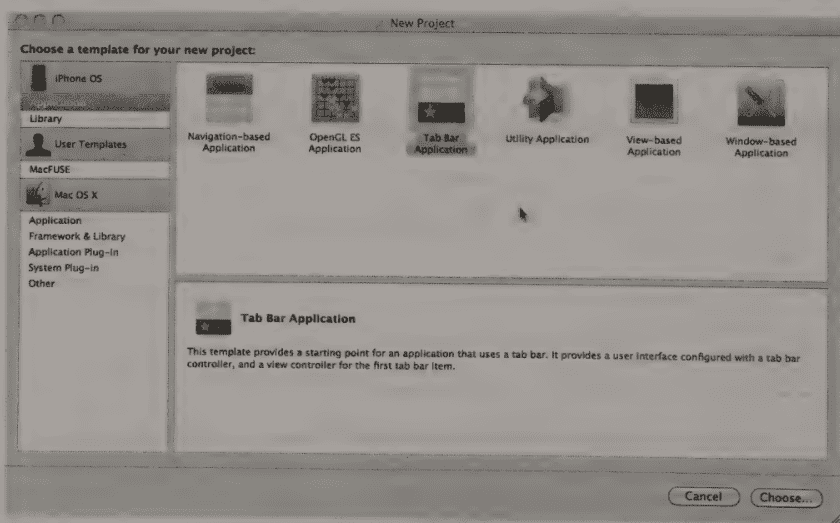 New Project
Choose a template for your new project:
iPhone OS
Library
User Templates
MacFUSE
Mac OS X
Application
Framework & Library
Application Plug-in
System Plug-in
Other
Navigation-based
Application
OpenGL ES
Application
Tab Bar
Application
Utility Application
View-based
Application
Window-based
Application
Tab Bar Application
This template provides a starting point for an application that uses a tab bar. It provides a user interface configured with a tab bar
controller, and a view controller for the first tab bar item.
Cancel
Choose...